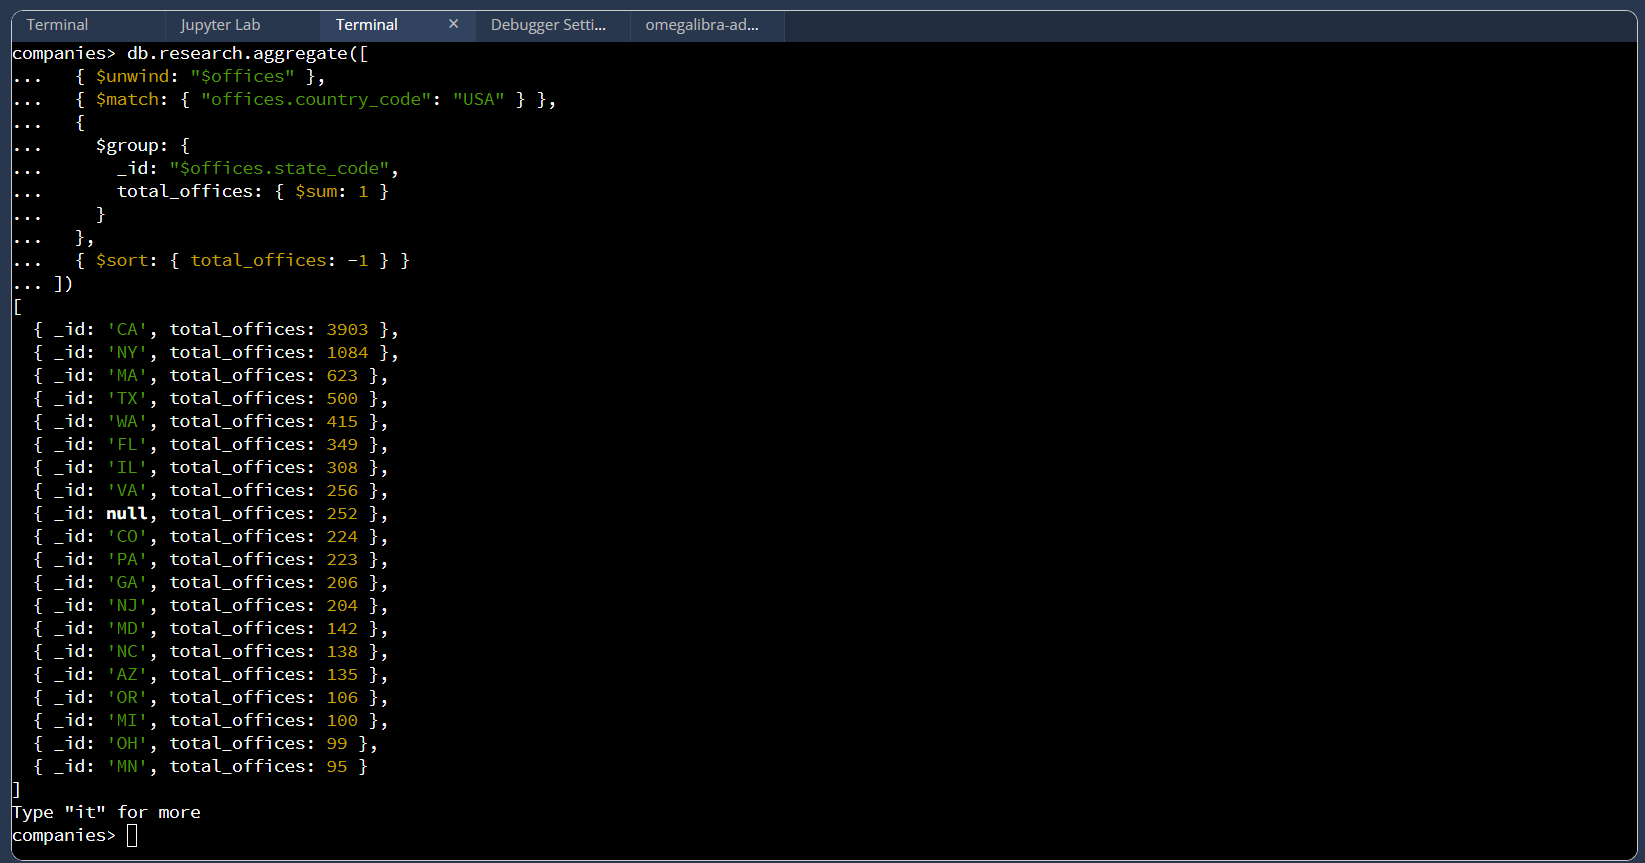 Terminal Jupyter Lab Terminal × Debugger Setti... omegalibra-ad...
companies> db.research.aggregate([
...   { $unwind: "$offices" },
...   { $match: { "offices.country_code": "USA" } },
...   {
...     $group: {
...       _id: "$offices.state_code",
...       total_offices: { $sum: 1 }
...     }
...   },
...   { $sort: { total_offices: -1 } }
... ])
[
  { _id: 'CA', total_offices: 3903 },
  { _id: 'NY', total_offices: 1084 },
  { _id: 'MA', total_offices: 623 },
  { _id: 'TX', total_offices: 500 },
  { _id: 'WA', total_offices: 415 },
  { _id: 'FL', total_offices: 349 },
  { _id: 'IL', total_offices: 308 },
  { _id: 'VA', total_offices: 256 },
  { _id: null, total_offices: 252 },
  { _id: 'CO', total_offices: 224 },
  { _id: 'PA', total_offices: 223 },
  { _id: 'GA', total_offices: 206 },
  { _id: 'NJ', total_offices: 204 },
  { _id: 'MD', total_offices: 142 },
  { _id: 'NC', total_offices: 138 },
  { _id: 'AZ', total_offices: 135 },
  { _id: 'OR', total_offices: 106 },
  { _id: 'MI', total_offices: 100 },
  { _id: 'OH', total_offices: 99 },
  { _id: 'MN', total_offices: 95 }
]
Type "it" for more
companies>